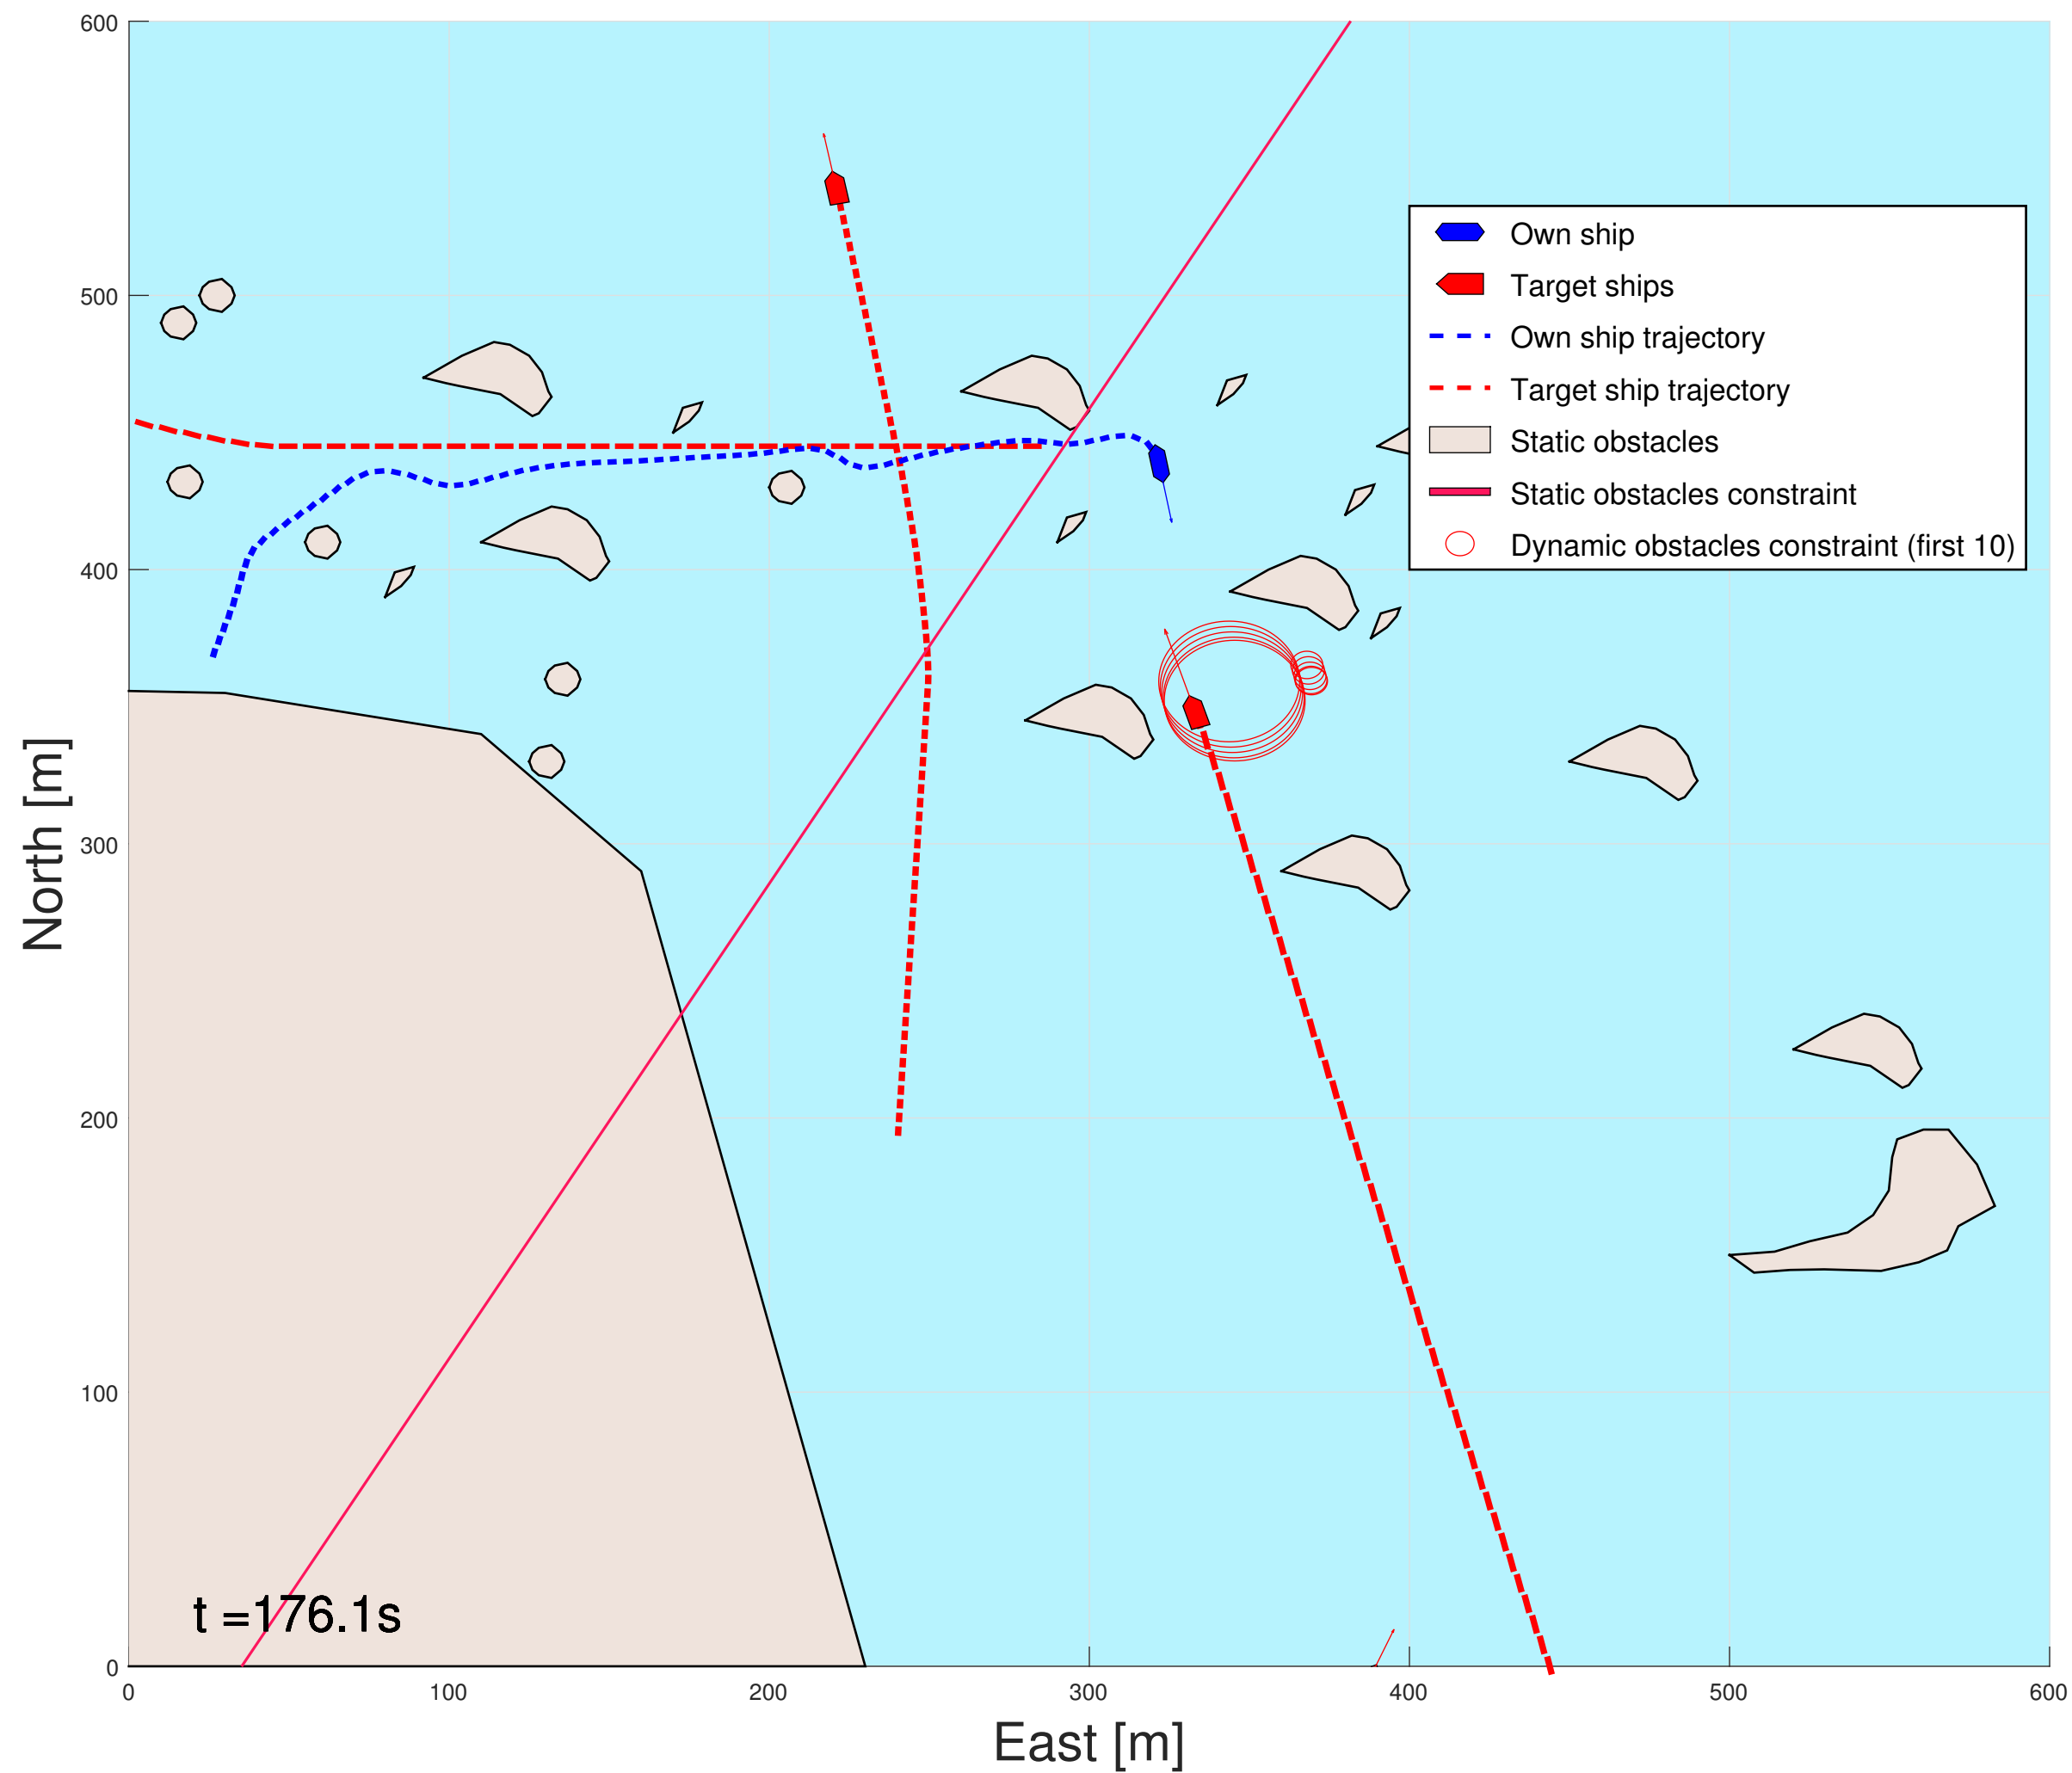 600
500
400
300
200
100
0
0
100
200
300
400
500
600
North [m]
East [m]
Own ship
Target ships
Own ship trajectory
Target ship trajectory
Static obstacles
Static obstacles constraint
Dynamic obstacles constraint (first 10)
t =176.1s